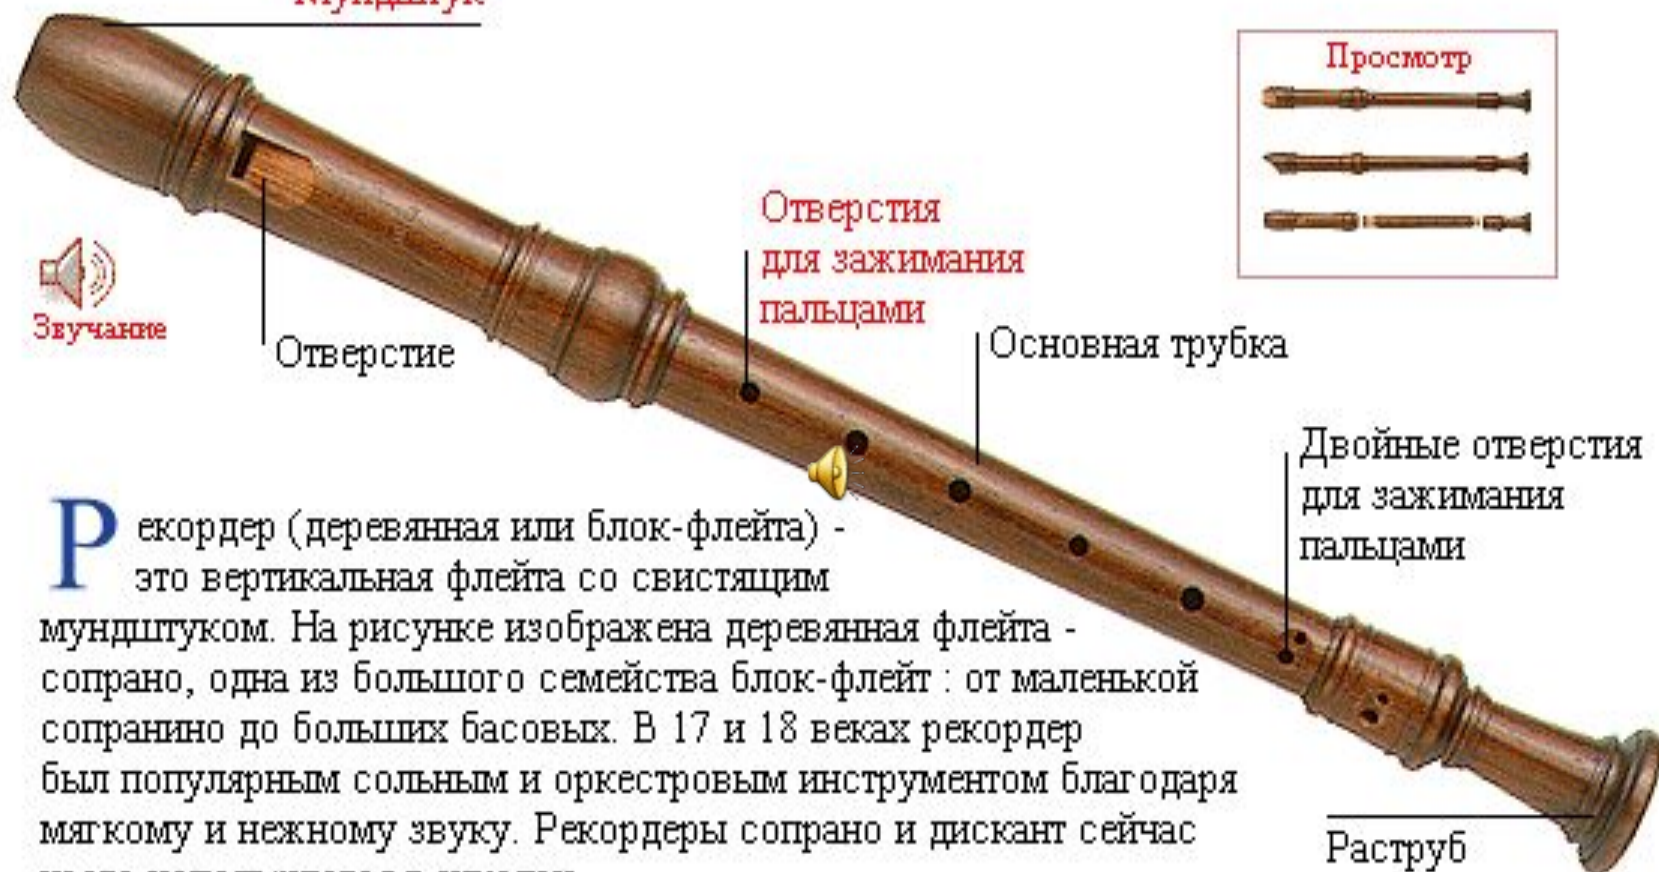 Мундштук
Просмотр
Отверстия
для зажимания
пальцами
Звучание
Отверстие
Основная трубка
Двойные отверстия
для зажимания
пальцами
Рекордер (деревянная или блок-флейта) -
это вертикальная флейта со свистящим
мундштуком. На рисунке изображена деревянная флейта -
сопрано, одна из большого семейства блок-флейт : от маленькой
сопранино до больших басовых. В 17 и 18 веках рекордер
был популярным сольным и оркестровым инструментом благодаря
мягкому и нежному звуку. Рекордеры сопрано и дискант сейчас
Раструб